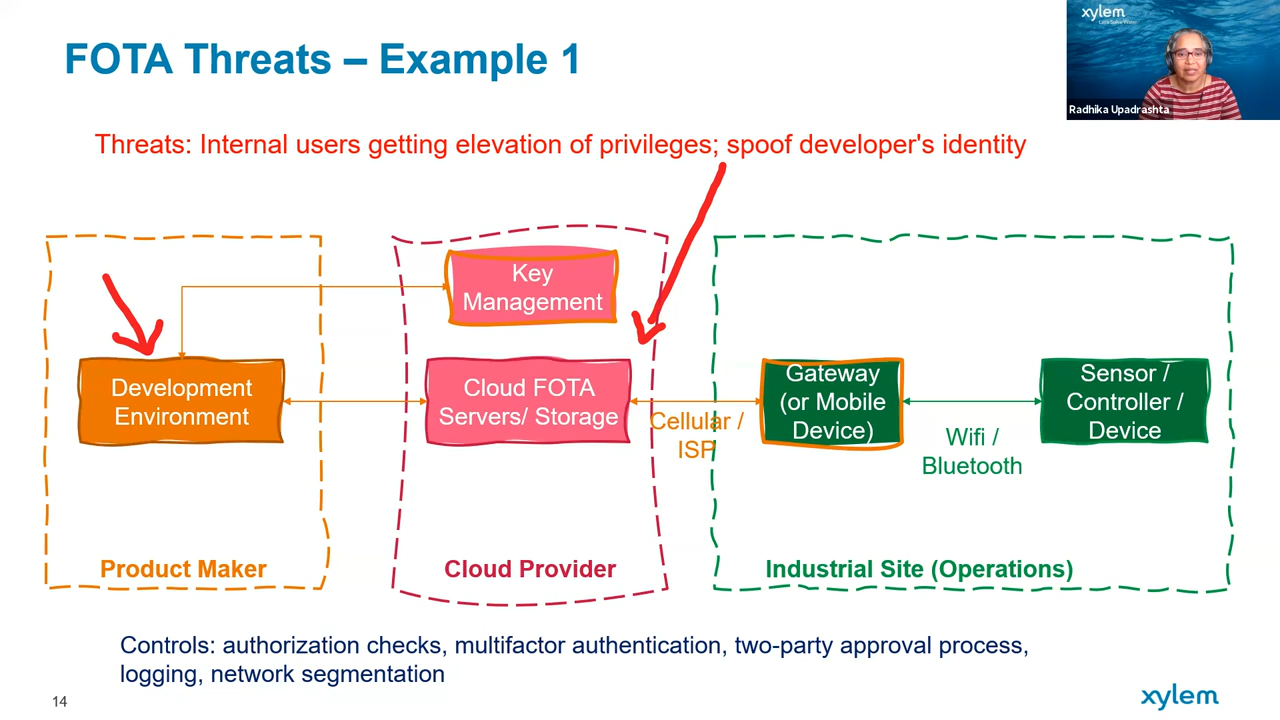 FOTA Threats – Example 1
xylem
Let's Solve Water
Radhika Upadrashta
Threats: Internal users getting elevation of privileges; spoof developer's identity
Key
Management
Development
Environment
Cloud FOTA
Servers/ Storage
Cellular /
ISP
Gateway
(or Mobile
Device)
Wifi /
Bluetooth
Sensor /
Controller /
Device
Product Maker
Cloud Provider
Industrial Site (Operations)
Controls: authorization checks, multifactor authentication, two-party approval process,
logging, network segmentation
14
xylem